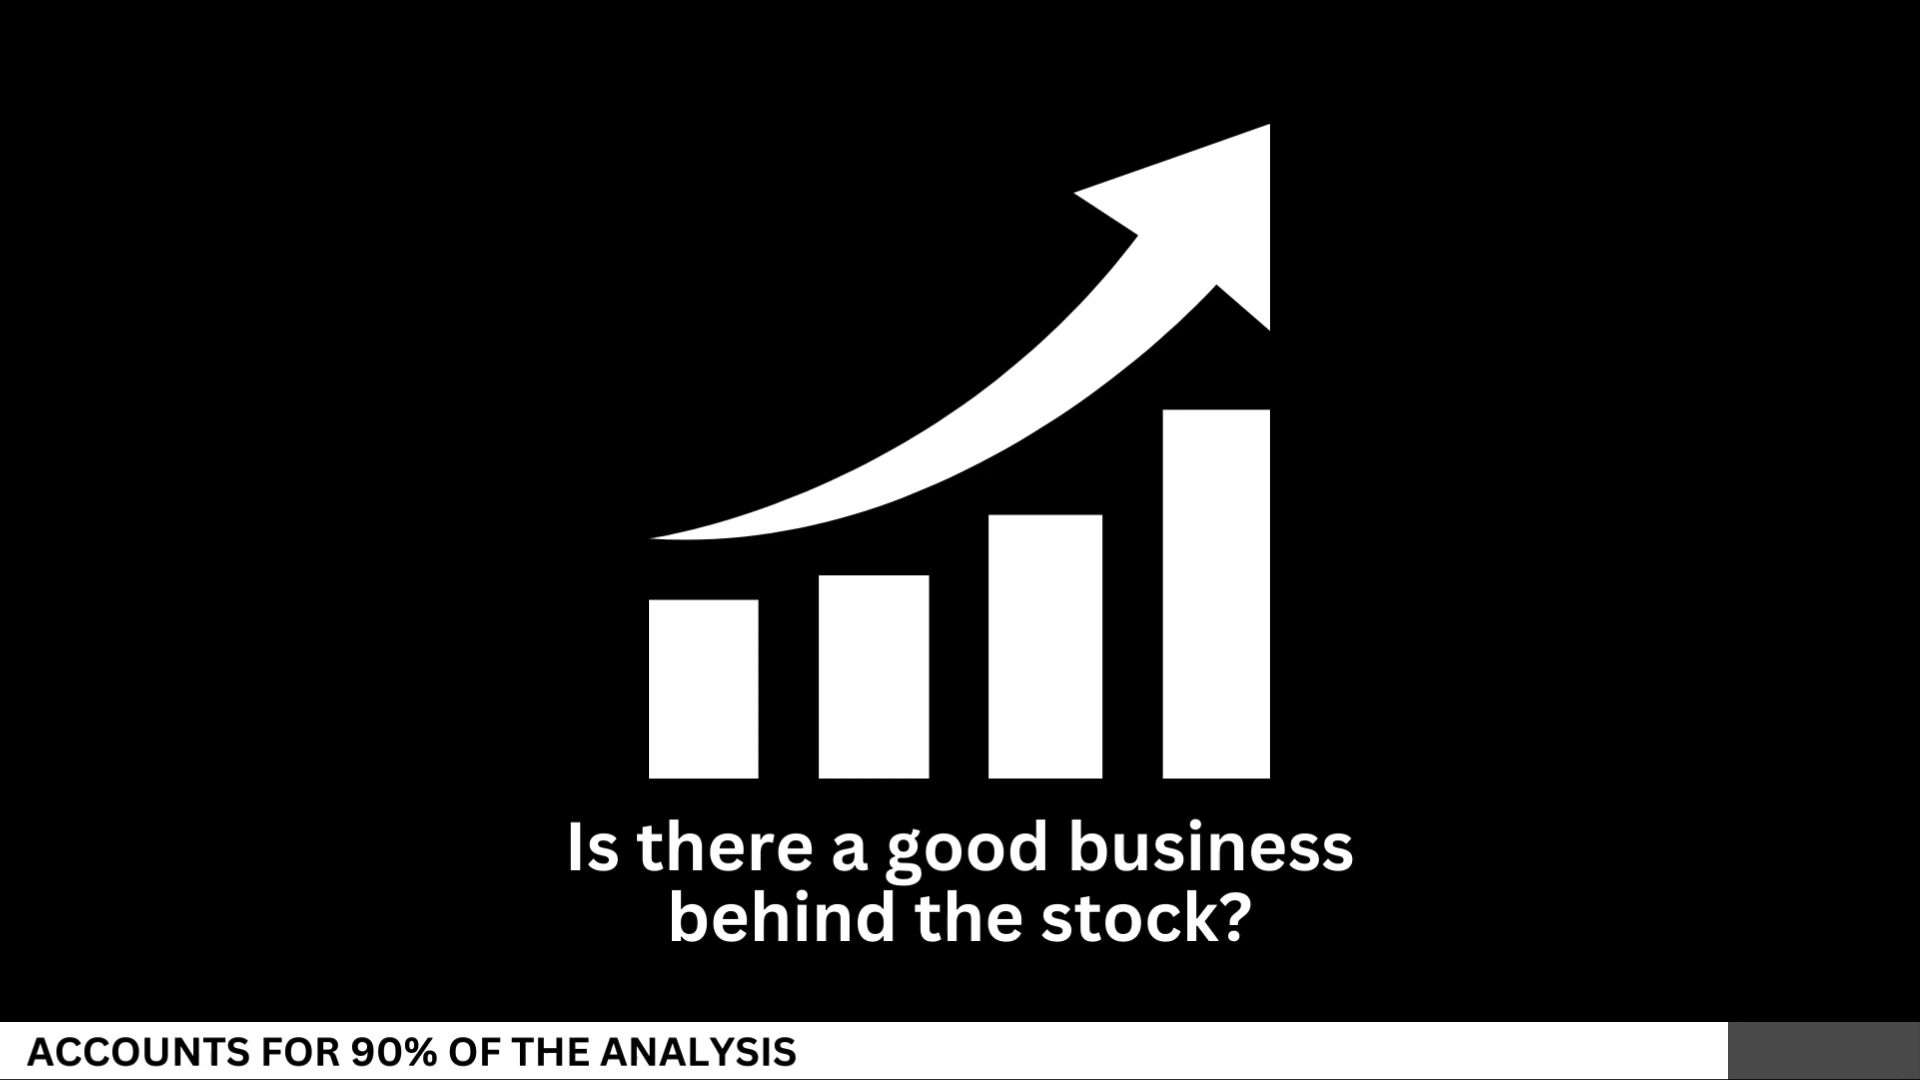 Is there a good business
behind the stock?
ACCOUNTS FOR 90% OF THE ANALYSIS